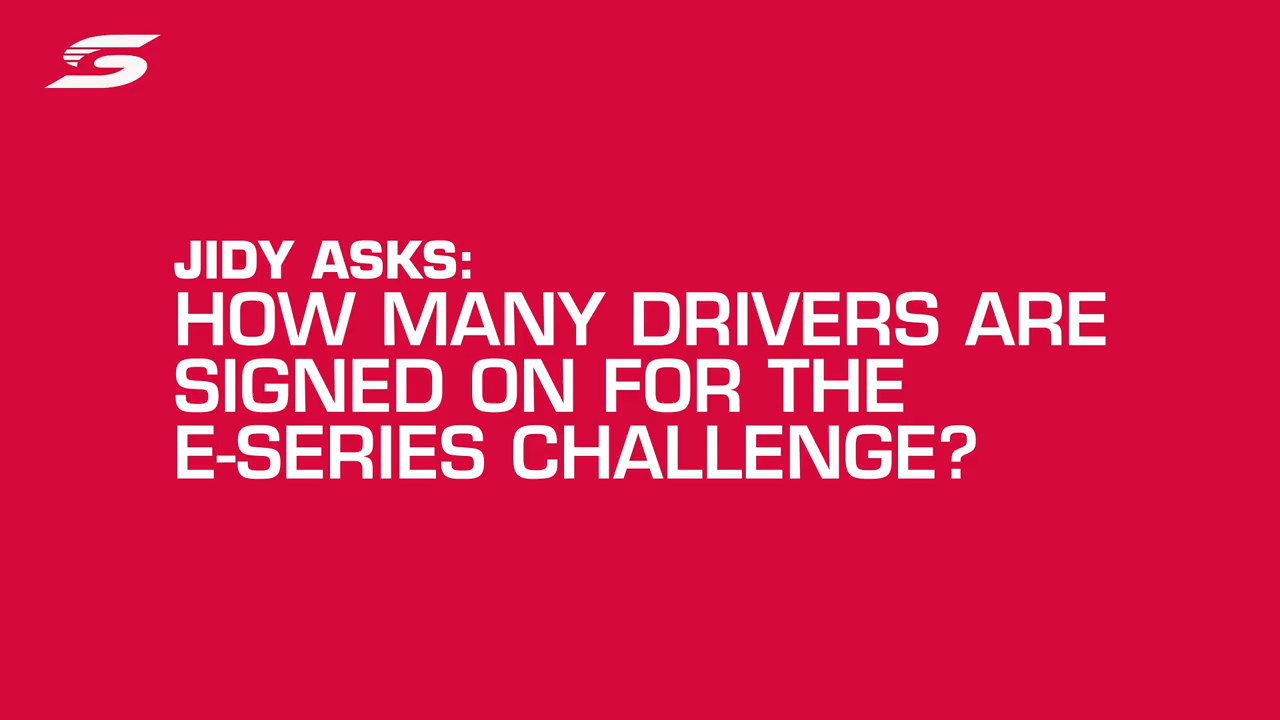 JIDY ASKS:
HOW MANY DRIVERS ARE
SIGNED ON FOR THE
E-SERIES CHALLENGE?